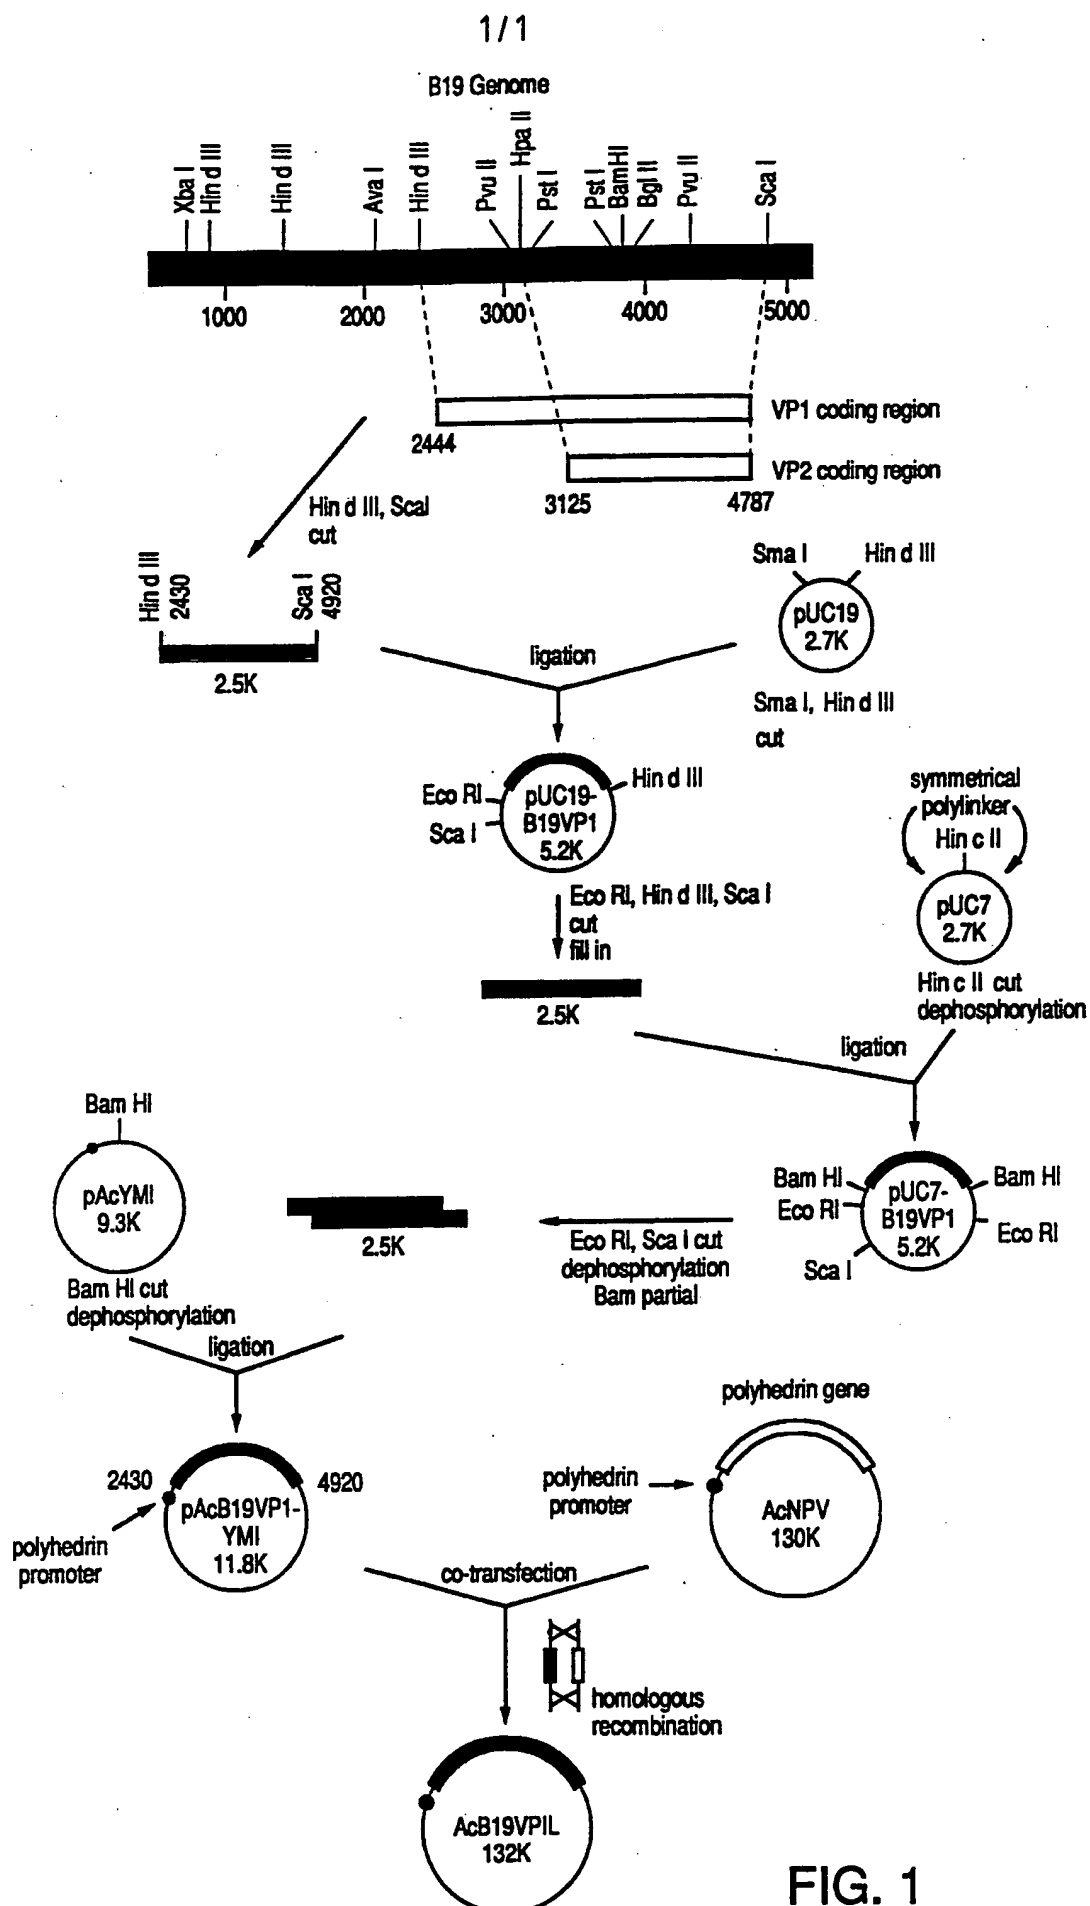 1/1
B19 Genome
Xba I
Hin d III
Hin d III
Ava I
Hin d III
Pvu II
Hpa II
Pst I
Pst I
BamHI
Bgl II
Pvu II
Sca I
1000
2000
3000
4000
5000
VP1 coding region
2444
VP2 coding region
3125
4787
Hin d III, ScaI
cut
Hin d III
2430
Sca I
4920
2.5K
Sma I
Hin d III
pUC19
2.7K
ligation
Sma I, Hin d III
cut
Eco RI
Sca I
Hin d III
pUC19-
B19VP1
5.2K
symmetrical
polylinker
Hin c II
pUC7
2.7K
Eco RI, Hin d III, Sca I
cut
fill in
2.5K
Hin c II cut
dephosphorylation
ligation
Bam HI
pAcYMI
9.3K
Bam HI cut
dephosphorylation
2.5K
Eco RI, Sca I cut
dephosphorylation
Bam partial
Bam HI
Eco RI
Sca I
pUC7-
B19VP1
5.2K
Bam HI
Eco RI
ligation
2430
4920
pAcB19VP1-
YMI
11.8K
polyhedrin
promoter
polyhedrin gene
polyhedrin
promoter
AcNPV
130K
co-transfection
homologous
recombination
AcB19VPIL
132K
FIG. 1